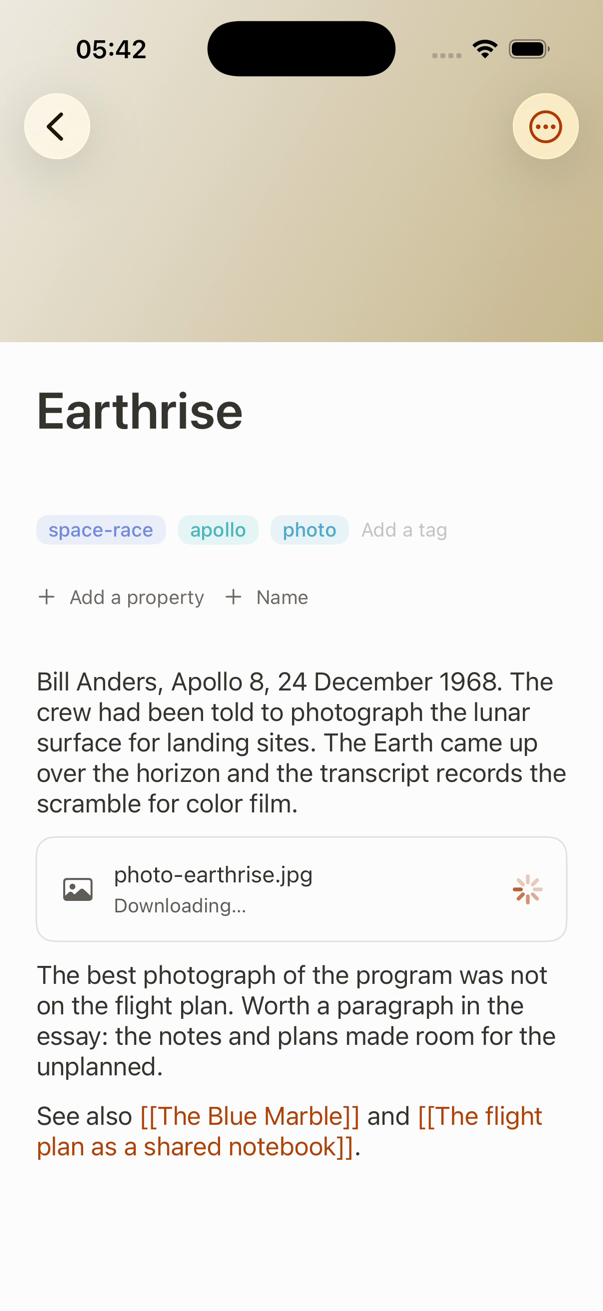 05:42
Earthrise
space-race apollo photo Add a tag
+ Add a property + Name
Bill Anders, Apollo 8, 24 December 1968. The
crew had been told to photograph the lunar
surface for landing sites. The Earth came up
over the horizon and the transcript records the
scramble for color film.
photo-earthrise.jpg
Downloading...
The best photograph of the program was not
on the flight plan. Worth a paragraph in the
essay: the notes and plans made room for the
unplanned.
See also [[The Blue Marble]] and [[The flight
plan as a shared notebook]].